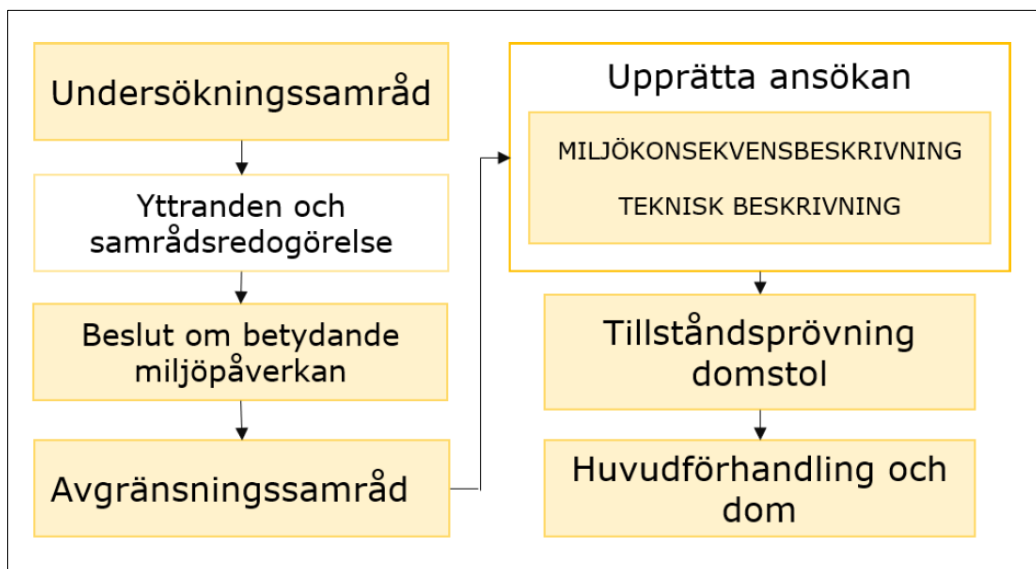 Undersökningssamråd
Yttranden och
samrådsredogörelse
Beslut om betydande
miljöpåverkan
Avgränsningssamråd
Upprätta ansökan
MILJÖKONSEKVENSBESKRIVNING
TEKNISK BESKRIVNING
Tillståndsprövning
domstol
Huvudförhandling och
dom